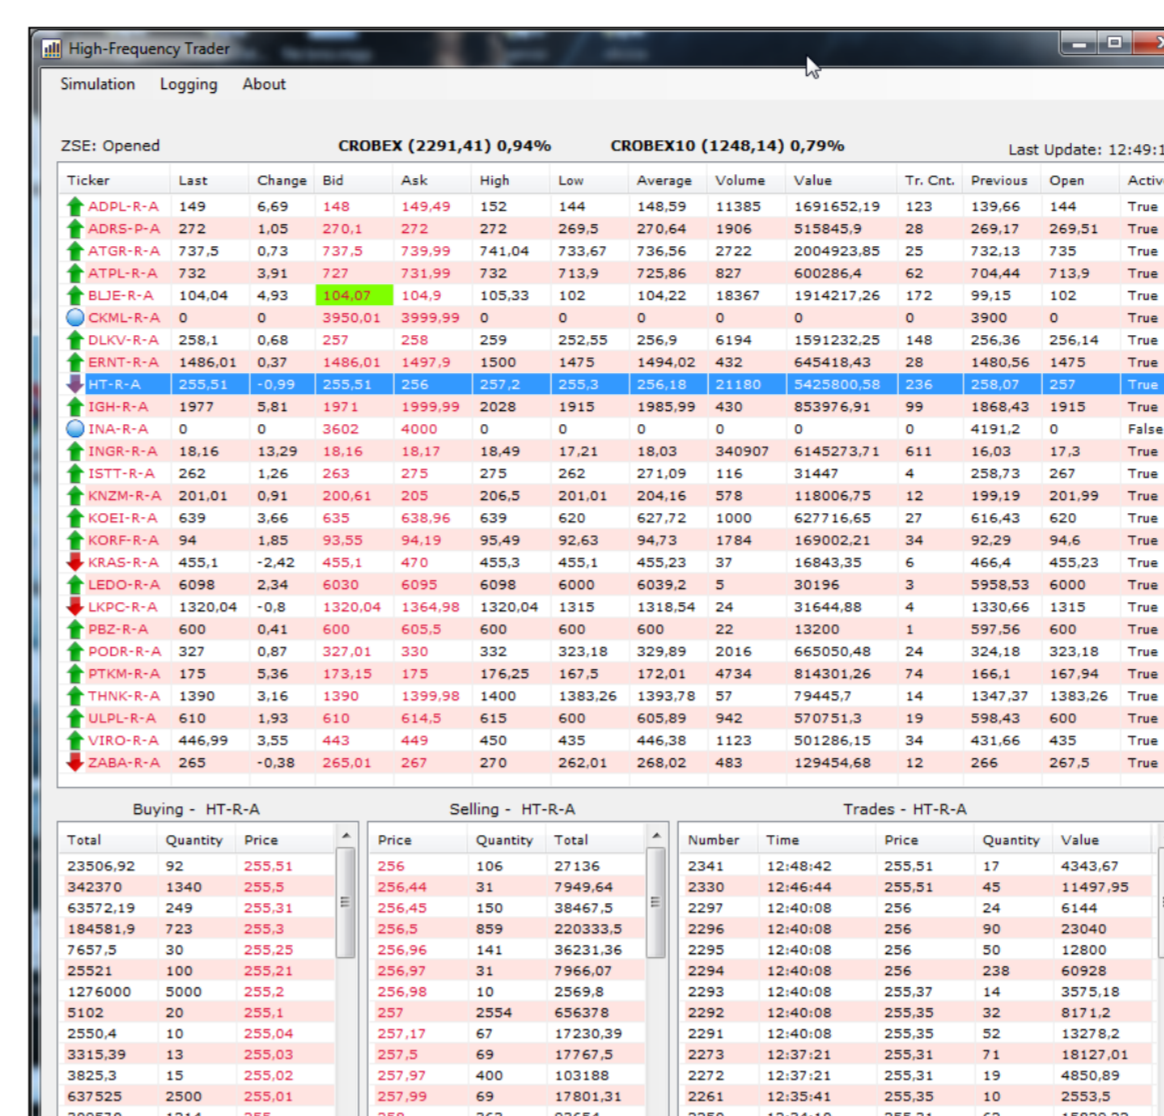 High-Frequency Trader
Simulation Logging About
ZSE: Opened CROBEX (2291,41) 0,94% CROBEX10 (1248,14) 0,79% Last Update: 12:49:1
Ticker Last Change Bid Ask High Low Average Volume Value Tr. Cnt. Previous Open Activ
ADPL-R-A 149 6,69 148 149,49 152 144 148,59 11385 1691652,19 123 139,66 144 True
ADRS-P-A 272 1,05 270,1 272 272 269,5 270,64 1906 515845,9 28 269,17 269,51 True
ATGR-R-A 737,5 0,73 737,5 739,99 741,04 733,67 736,56 2722 2004923,85 25 732,13 735 True
ATPL-R-A 732 3,91 727 731,99 732 713,9 725,86 827 600286,4 62 704,44 713,9 True
BLJE-R-A 104,04 4,93 104,07 104,9 105,33 102 104,22 18367 1914217,26 172 99,15 102 True
CKML-R-A 0 0 3950,01 3999,99 0 0 0 0 0 0 3900 0 True
DLKV-R-A 258,1 0,68 257 258 259 252,55 256,9 6194 1591232,25 148 256,36 256,14 True
ERNT-R-A 1486,01 0,37 1486,01 1497,9 1500 1475 1494,02 432 645418,43 28 1480,56 1475 True
HT-R-A 255,51 -0,99 255,51 256 257,2 255,3 256,18 21180 5425800,58 236 258,07 257 True
IGH-R-A 1977 5,81 1971 1999,99 2028 1915 1985,99 430 853976,91 99 1868,43 1915 True
INA-R-A 0 0 3602 4000 0 0 0 0 0 0 4191,2 0 False
INGR-R-A 18,16 13,29 18,16 18,17 18,49 17,21 18,03 340907 6145273,71 611 16,03 17,3 True
ISTT-R-A 262 1,26 263 275 275 262 271,09 116 31447 4 258,73 267 True
KNZM-R-A 201,01 0,91 200,61 205 206,5 201,01 204,16 578 118006,75 12 199,19 201,99 True
KOEI-R-A 639 3,66 635 638,96 639 620 627,72 1000 627716,65 27 616,43 620 True
KORF-R-A 94 1,85 93,55 94,19 95,49 92,63 94,73 1784 169002,21 34 92,29 94,6 True
KRAS-R-A 455,1 -2,42 455,1 470 455,3 455,1 455,23 37 16843,35 6 466,4 455,23 True
LEDO-R-A 6098 2,34 6030 6095 6098 6000 6039,2 5 30196 3 5958,53 6000 True
LKPC-R-A 1320,04 -0,8 1320,04 1364,98 1320,04 1315 1318,54 24 31644,88 4 1330,66 1315 True
PBZ-R-A 600 0,41 600 605,5 600 600 600 22 13200 1 597,56 600 True
PODR-R-A 327 0,87 327,01 330 332 323,18 329,89 2016 665050,48 24 324,18 323,18 True
PTKM-R-A 175 5,36 173,15 175 176,25 167,5 172,01 4734 814301,26 74 166,1 167,94 True
THNK-R-A 1390 3,16 1390 1399,98 1400 1383,26 1393,78 57 79445,7 14 1347,37 1383,26 True
ULPL-R-A 610 1,93 610 614,5 615 600 605,89 942 570751,3 19 598,43 600 True
VIRO-R-A 446,99 3,55 443 449 450 435 446,38 1123 501286,15 34 431,66 435 True
ZABA-R-A 265 -0,38 265,01 267 270 262,01 268,02 483 129454,68 12 266 267,5 True
Buying - HT-R-A Selling - HT-R-A Trades - HT-R-A
Total Quantity Price Price Quantity Total Number Time Price Quantity Value
23506,92 92 255,51 256 106 27136 2341 12:48:42 255,51 17 4343,67
342370 1340 255,5 256,44 31 7949,64 2330 12:46:44 255,51 45 11497,95
63572,19 249 255,31 256,45 150 38467,5 2297 12:40:08 256 24 6144
184581,9 723 255,3 256,5 859 220333,5 2296 12:40:08 256 90 23040
7657,5 30 255,25 256,96 141 36231,36 2295 12:40:08 256 50 12800
25521 100 255,21 256,97 31 7966,07 2294 12:40:08 256 238 60928
1276000 5000 255,2 256,98 10 2569,8 2293 12:40:08 255,37 14 3575,18
5102 20 255,1 257 2554 656378 2292 12:40:08 255,35 32 8171,2
2550,4 10 255,04 257,17 67 17230,39 2291 12:40:08 255,35 52 13278,2
3315,39 13 255,03 257,5 69 17767,5 2273 12:37:21 255,31 71 18127,01
3825,3 15 255,02 257,97 400 103188 2272 12:37:21 255,31 19 4850,89
637525 2500 255,01 257,99 69 17801,31 2261 12:35:41 255,35 10 2553,5